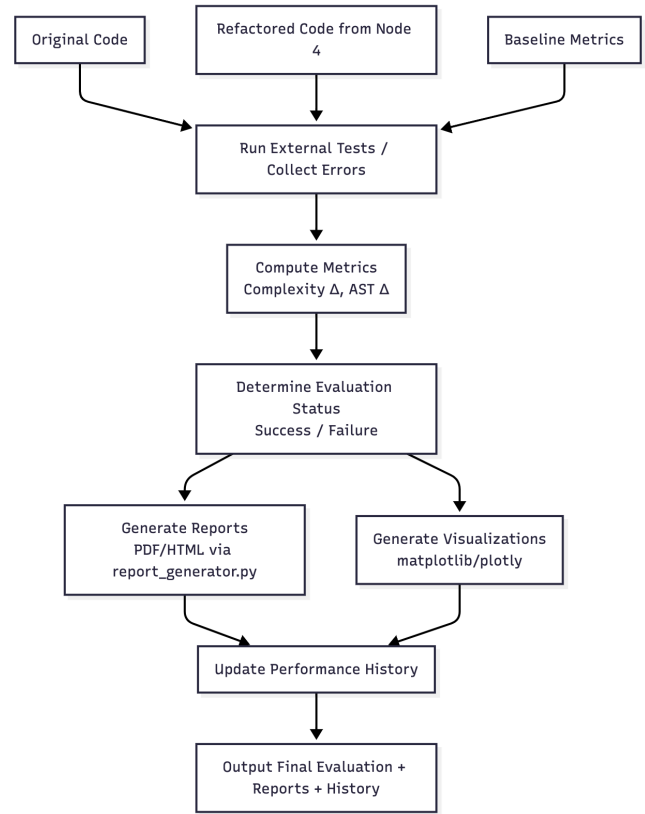 Original Code
Refactored Code from Node
4
Baseline Metrics
Run External Tests /
Collect Errors
Compute Metrics
Complexity Δ, AST Δ
Determine Evaluation
Status
Success / Failure
Generate Reports
PDF/HTML via
report_generator.py
Generate Visualizations
matplotlib/plotly
Update Performance History
Output Final Evaluation +
Reports + History